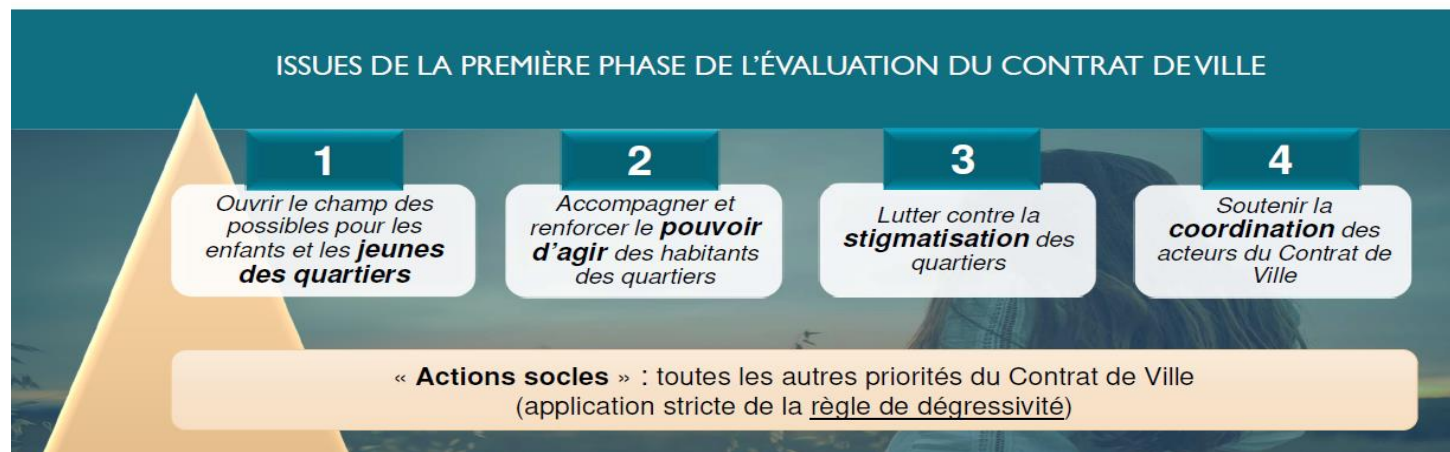 ISSUES DE LA PREMIÈRE PHASE DE L'ÉVALUATION DU CONTRAT DE VILLE
1
Ouvrir le champ des
possibles pour les
enfants et les jeunes
des quartiers
2
Accompagner et
renforcer le pouvoir
d'agir des habitants
des quartiers
3
Lutter contre la
stigmatisation des
quartiers
4
Soutenir la
coordination des
acteurs du Contrat de
Ville
« Actions socles » : toutes les autres priorités du Contrat de Ville
(application stricte de la règle de dégressivité)